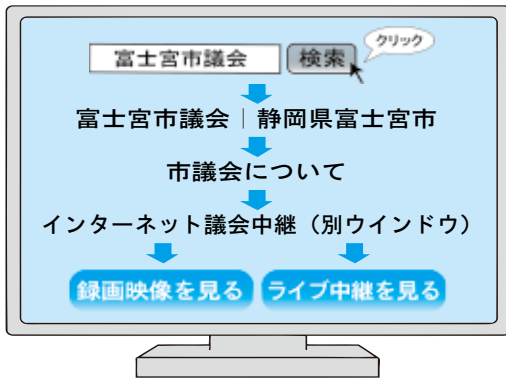 クリック
富士宮市議会 検索
富士宮市議会｜静岡県富士宮市
市議会について
インターネット議会中継（別ウインドウ）
録画映像を見る ライブ中継を見る